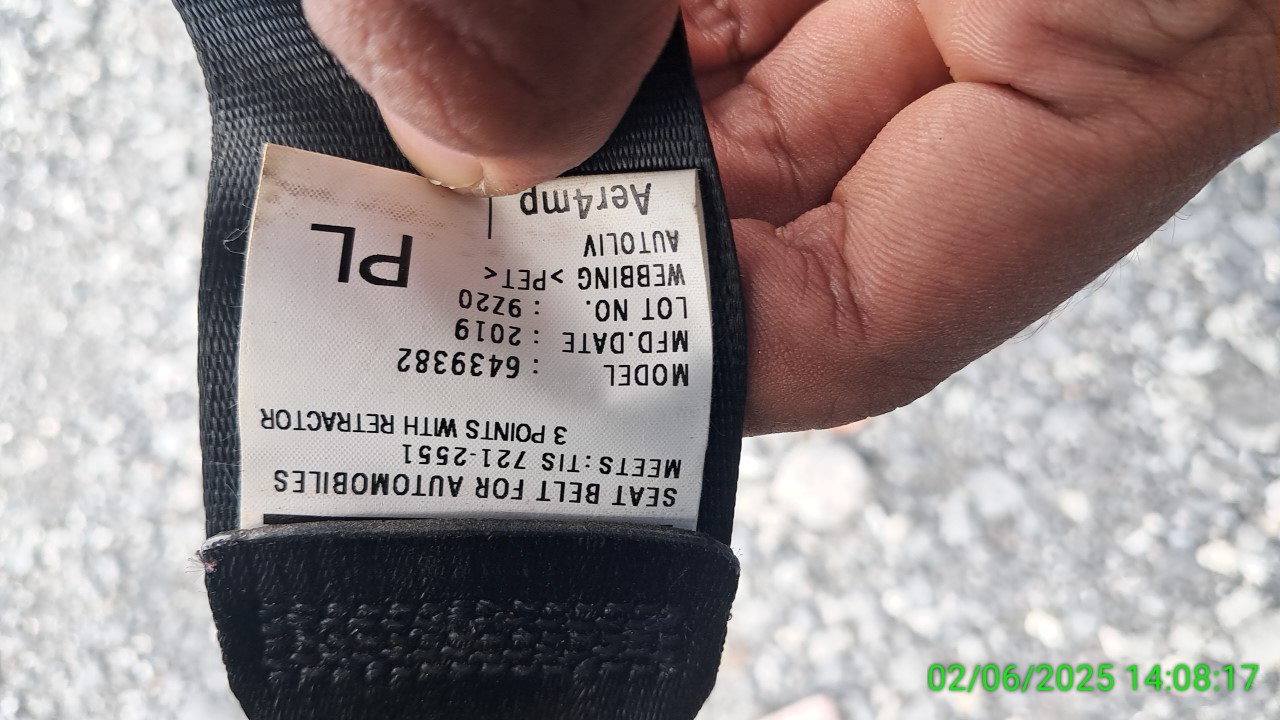 SEAT BELT FOR AUTOMOBILES
MEETS:TIS 721-2551
3 POINTS WITH RETRACTOR
MODEL : 6439382
MFD.DATE : 2019
LOT NO. : 9Z20
WEBBING >PET<
AUTOLIV
PL
Aer4mp
02/06/2025 14:08:17